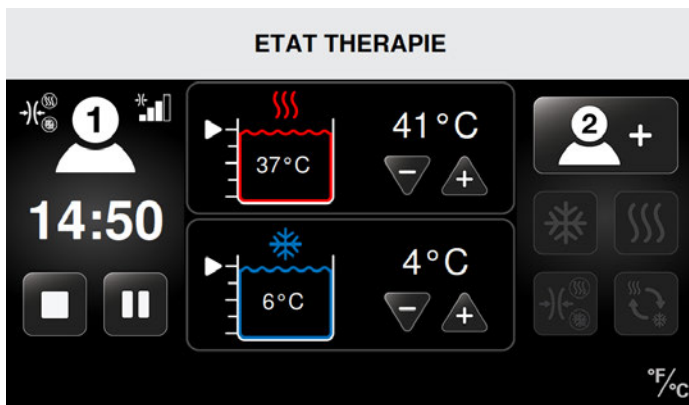 ETAT THERAPIE
1
14:50
37°C
41°C
- +
6°C
4°C
- +
2 +
°F/°C